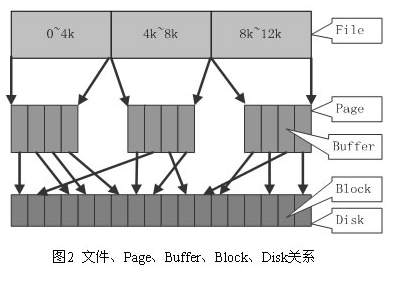 0~4k 4k~8k 8k~12k File
Page
Buffer
Block
Disk
图2 文件、Page、Buffer、Block、Disk关系